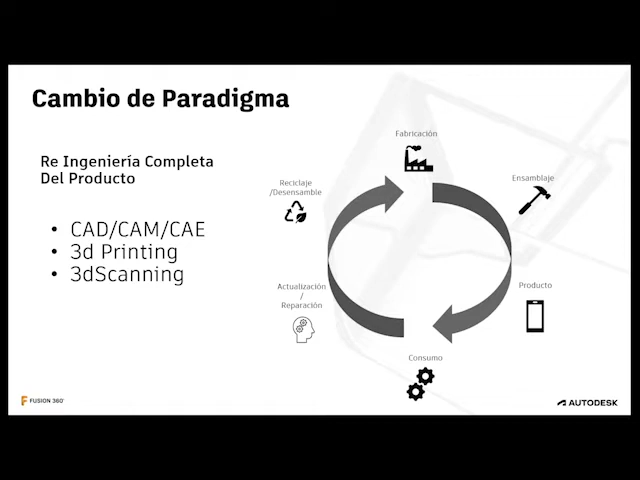 Cambio de Paradigma
Re Ingeniería Completa
Del Producto
• CAD/CAM/CAE
• 3d Printing
• 3dScanning
Fabricación
Ensamblaje
Producto
Consumo
Actualización
/
Reparación
Reciclaje
/Desensamble
FUSION 360°
AUTODESK